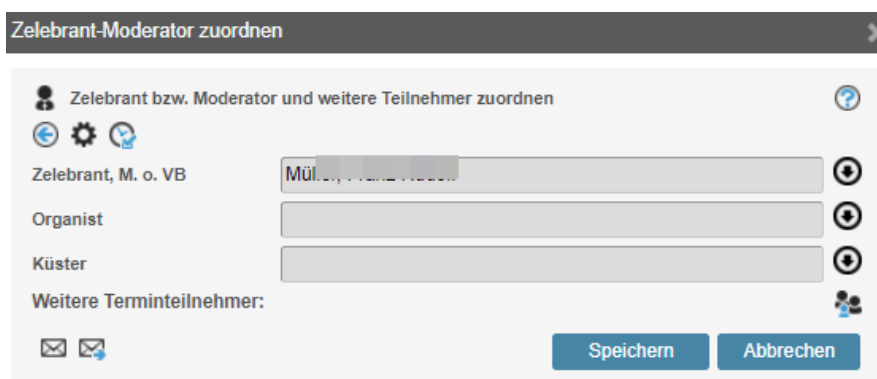 Zelebrant-Moderator zuordnen
Zelebrant bzw. Moderator und weitere Teilnehmer zuordnen
Zelebrant, M. o. VB
Organist
Küster
Weitere Terminteilnehmer:
Speichern Abbrechen